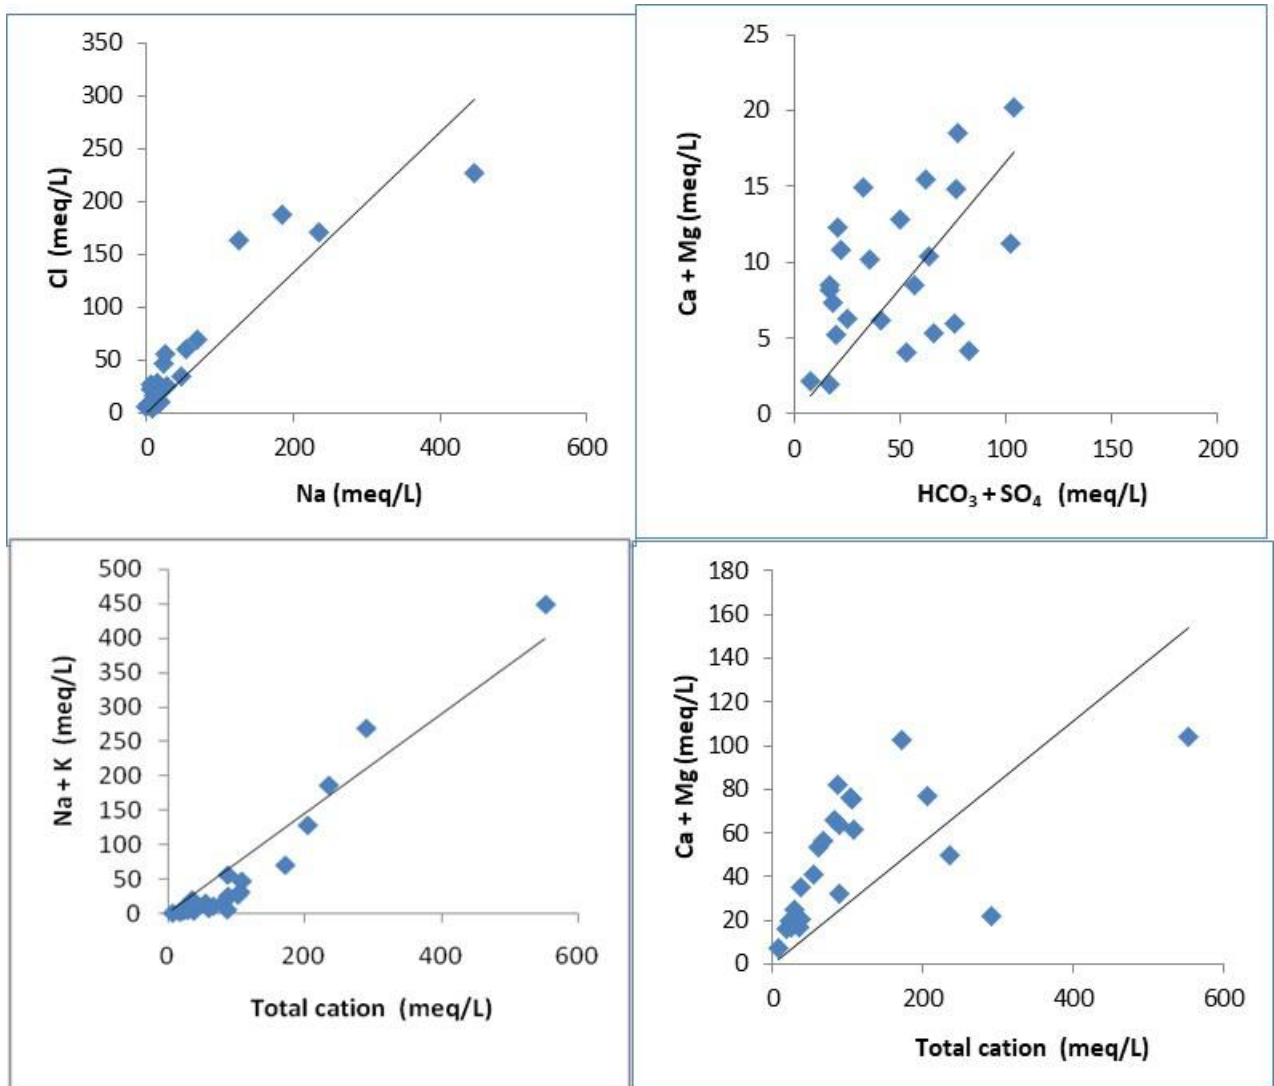 350
300
250
200
150
100
50
0
Cl (meq/L)
0 200 400 600
Na (meq/L)
25
20
15
10
5
0
Ca + Mg (meq/L)
0 50 100 150 200
HCO₃ + SO₄ (meq/L)
500
450
400
350
300
250
200
150
100
50
0
Na + K (meq/L)
0 200 400 600
Total cation (meq/L)
180
160
140
120
100
80
60
40
20
0
Ca + Mg (meq/L)
0 200 400 600
Total cation (meq/L)